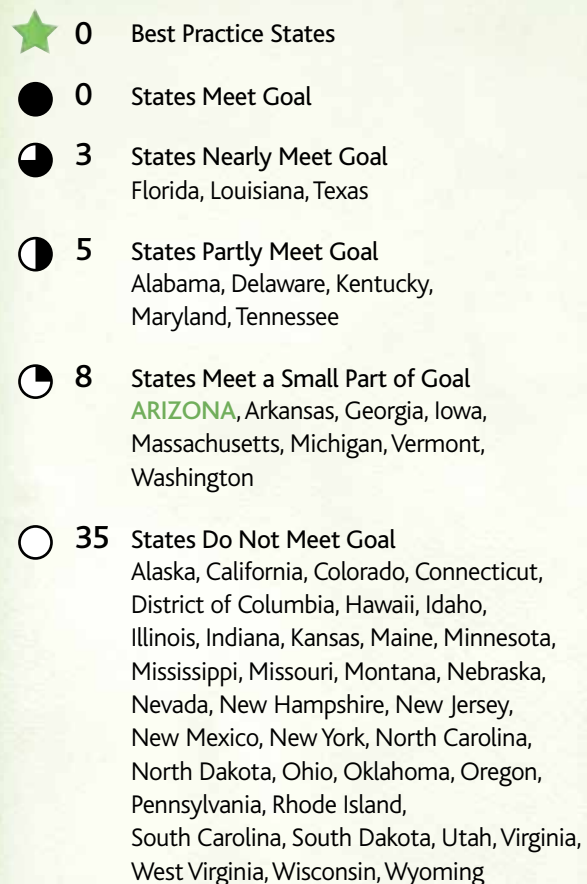 0 Best Practice States
0 States Meet Goal
3 States Nearly Meet Goal
Florida, Louisiana, Texas
5 States Partly Meet Goal
Alabama, Delaware, Kentucky,
Maryland, Tennessee
8 States Meet a Small Part of Goal
ARIZONA, Arkansas, Georgia, Iowa,
Massachusetts, Michigan, Vermont,
Washington
35 States Do Not Meet Goal
Alaska, California, Colorado, Connecticut,
District of Columbia, Hawaii, Idaho,
Illinois, Indiana, Kansas, Maine, Minnesota,
Mississippi, Missouri, Montana, Nebraska,
Nevada, New Hampshire, New Jersey,
New Mexico, New York, North Carolina,
North Dakota, Ohio, Oklahoma, Oregon,
Pennsylvania, Rhode Island,
South Carolina, South Dakota, Utah, Virginia,
West Virginia, Wisconsin, Wyoming